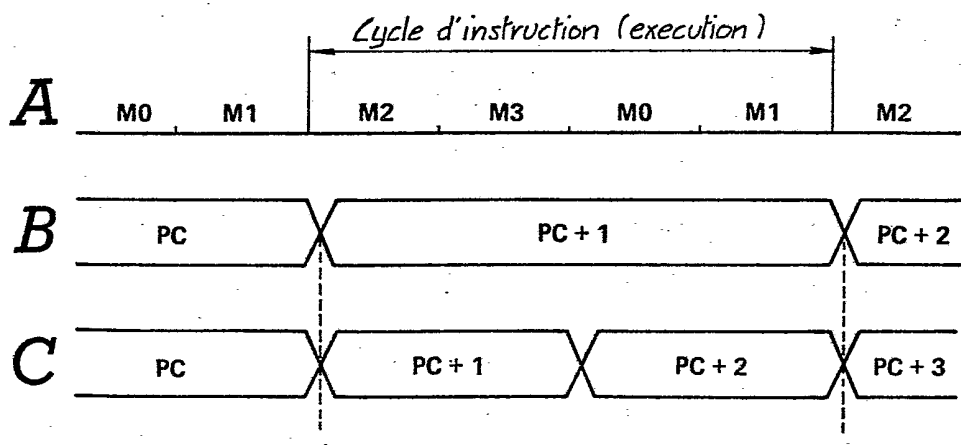 Cycle d'instruction (execution)
A M0 M1 M2 M3 M0 M1 M2
B PC PC + 1 PC + 2
C PC PC + 1 PC + 2 PC + 3